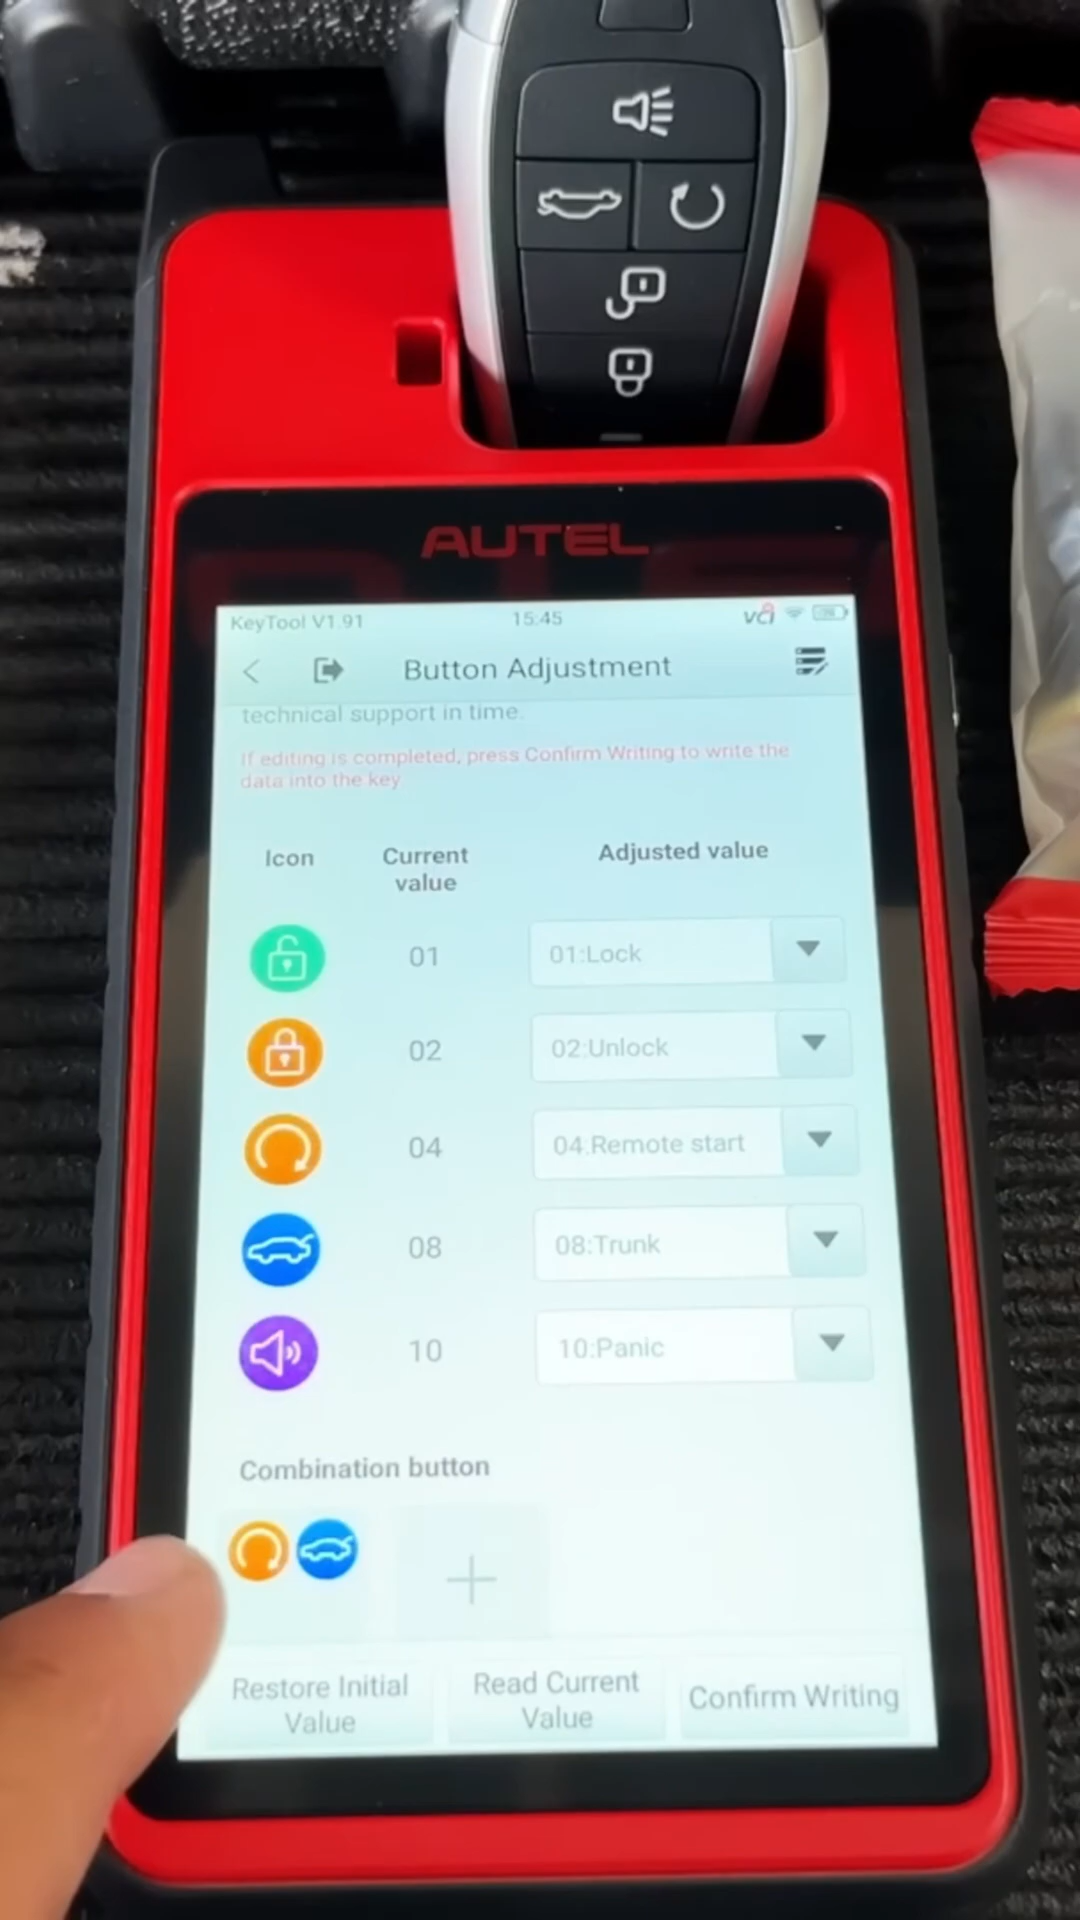 AUTEL
KeyTool V1.91 15:45 VCI
Button Adjustment
technical support in time.
If editing is completed, press Confirm Writing to write the
data into the key.
Icon Current value Adjusted value
01 01:Lock
02 02:Unlock
04 04:Remote start
08 08:Trunk
10 10:Panic
Combination button
Restore Initial Value
Read Current Value
Confirm Writing